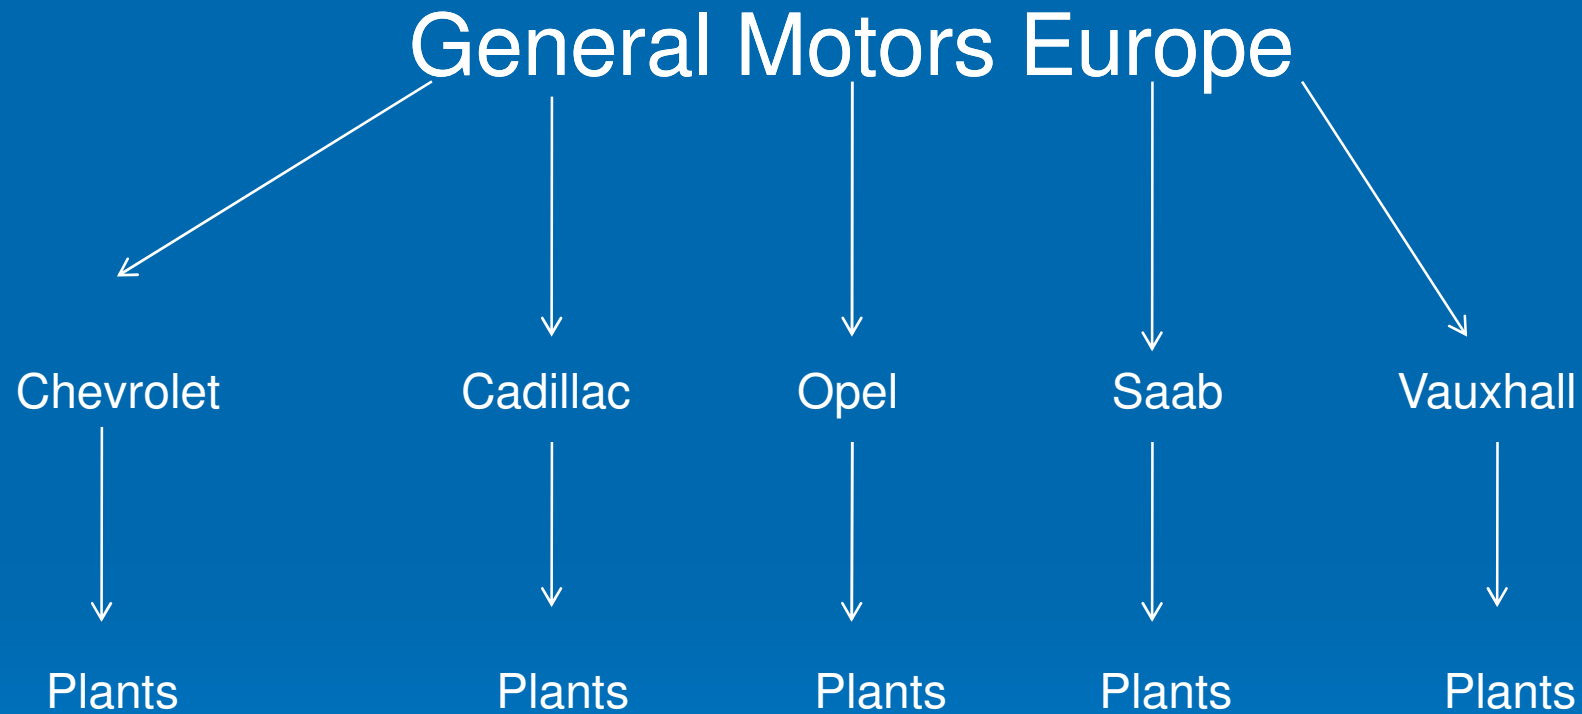 General Motors Europe
Chevrolet Cadillac Opel Saab Vauxhall
Plants Plants Plants Plants Plants